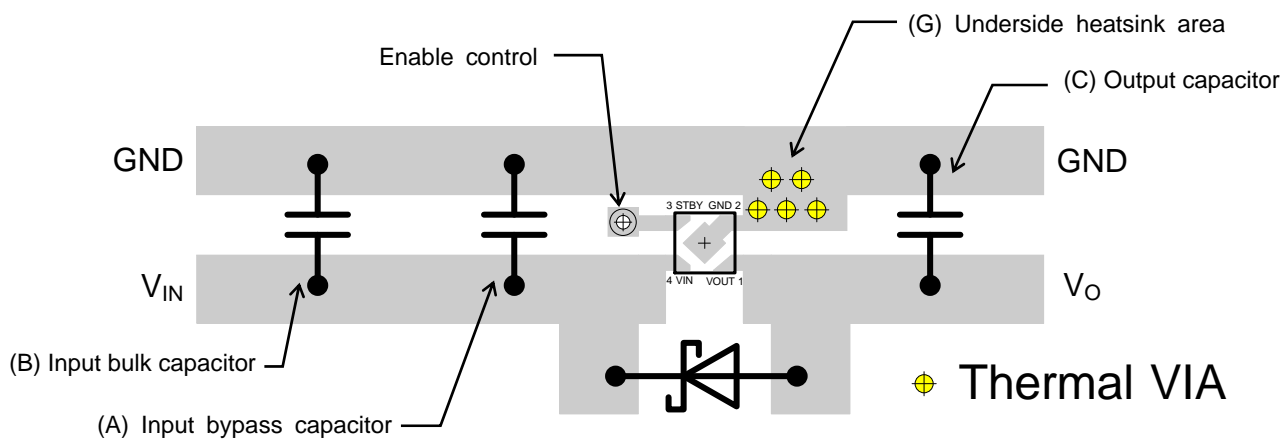 (G) Underside heatsink area
Enable control
(C) Output capacitor
GND
GND
3 STBY GND 2
4 VIN VOUT 1
VIN
VO
(B) Input bulk capacitor
Thermal VIA
(A) Input bypass capacitor